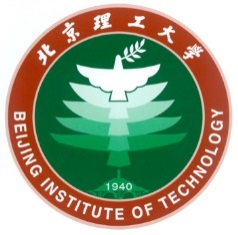 北京理工大學
1940
BEIJING INSTITUTE OF TECHNOLOGY